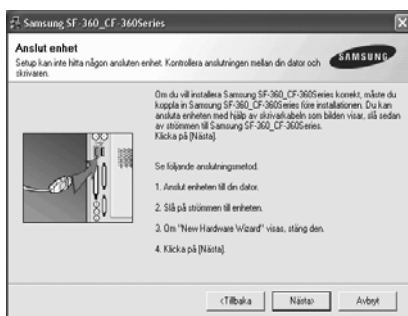 Samsung SF-360_CF-360Series
Anslut enhet
Setup kan inte hitta någon ansluten enhet. Kontrollera anslutningen mellan din dator och
skrivaren.
SAMSUNG
Om du vill installera Samsung SF-360_CF-360Series korrekt, måste du
koppla in Samsung SF-360_CF-360Series före installationen. Du kan
ansluta enheten med hjälp av skrivarkabeln som bilden visar, slå sedan
av strömmen till Samsung SF-360_CF-360Series.
Klicka på [Nästa].
Se följande anslutningsmetod.
1. Anslut enheten till din dator.
2. Slå på strömmen till enheten.
3. Om "New Hardware Wizard" visas, stäng den.
4. Klicka på [Nästa].
<Tillbaka
Nästa>
Avbryt